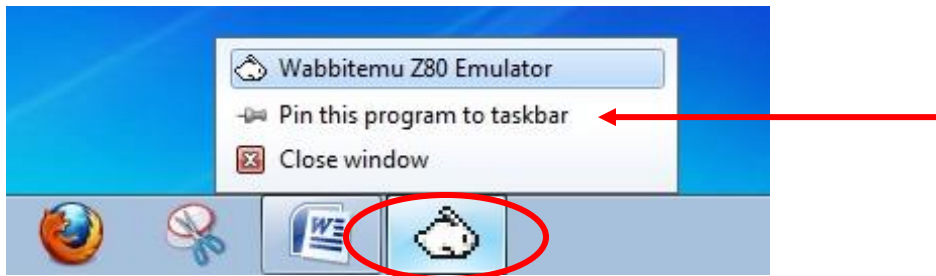 Wabbitemu Z80 Emulator
Pin this program to taskbar
Close window
W